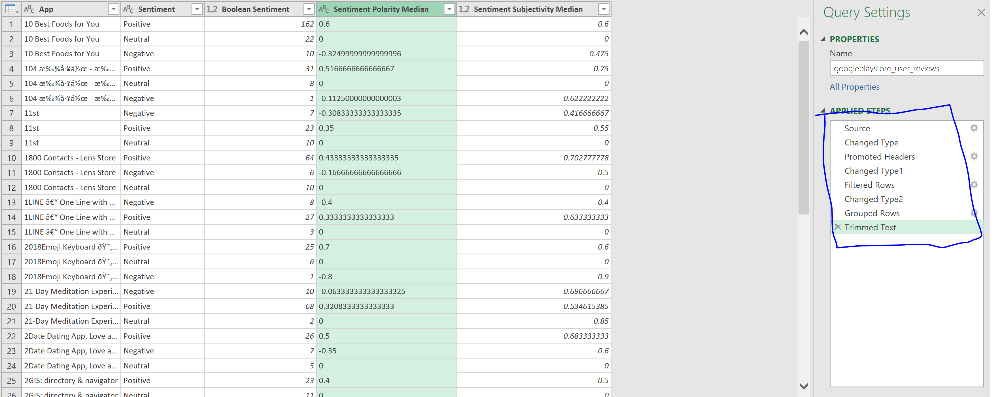 ABC App ABC Sentiment 1.2 Boolean Sentiment ABC Sentiment Polarity Median 1.2 Sentiment Subjectivity Median
1 10 Best Foods for You Positive 162 0.6 0.6
2 10 Best Foods for You Neutral 22 0 0
3 10 Best Foods for You Negative 10 -0.32499999999999996 0.475
4 104 æ‰¾å·¥ä½œ - æ‰... Positive 31 0.5166666666666667 0.75
5 104 æ‰¾å·¥ä½œ - æ‰... Neutral 8 0 0
6 104 æ‰¾å·¥ä½œ - æ‰... Negative 1 -0.11250000000000003 0.622222222
7 11st Negative 7 -0.30833333333333335 0.416666667
8 11st Positive 23 0.35 0.55
9 11st Neutral 10 0 0
10 1800 Contacts - Lens Store Positive 64 0.43333333333333335 0.702777778
11 1800 Contacts - Lens Store Negative 6 -0.16666666666666666 0.5
12 1800 Contacts - Lens Store Neutral 10 0 0
13 1LINE â€“ One Line with ... Negative 8 -0.4 0.4
14 1LINE â€“ One Line with ... Positive 27 0.3333333333333333 0.633333333
15 1LINE â€“ One Line with ... Neutral 3 0 0
16 2018Emoji Keyboard ðŸ˜‚... Positive 25 0.7 0.6
17 2018Emoji Keyboard ðŸ˜‚... Neutral 6 0 0
18 2018Emoji Keyboard ðŸ˜‚... Negative 1 -0.8 0.9
19 21-Day Meditation Experi... Negative 10 -0.063333333333333325 0.696666667
20 21-Day Meditation Experi... Positive 68 0.3208333333333333 0.534615385
21 21-Day Meditation Experi... Neutral 2 0 0.85
22 2Date Dating App, Love a... Positive 26 0.5 0.683333333
23 2Date Dating App, Love a... Negative 7 -0.35 0.6
24 2Date Dating App, Love a... Neutral 5 0 0
25 2GIS: directory & navigator Positive 23 0.4 0.5
26 2GIS: directory & navigator Neutral 11 0 0
Query Settings
PROPERTIES
Name
googleplaystore_user_reviews
All Properties
APPLIED STEPS
Source
Changed Type
Promoted Headers
Changed Type1
Filtered Rows
Changed Type2
Grouped Rows
Trimmed Text